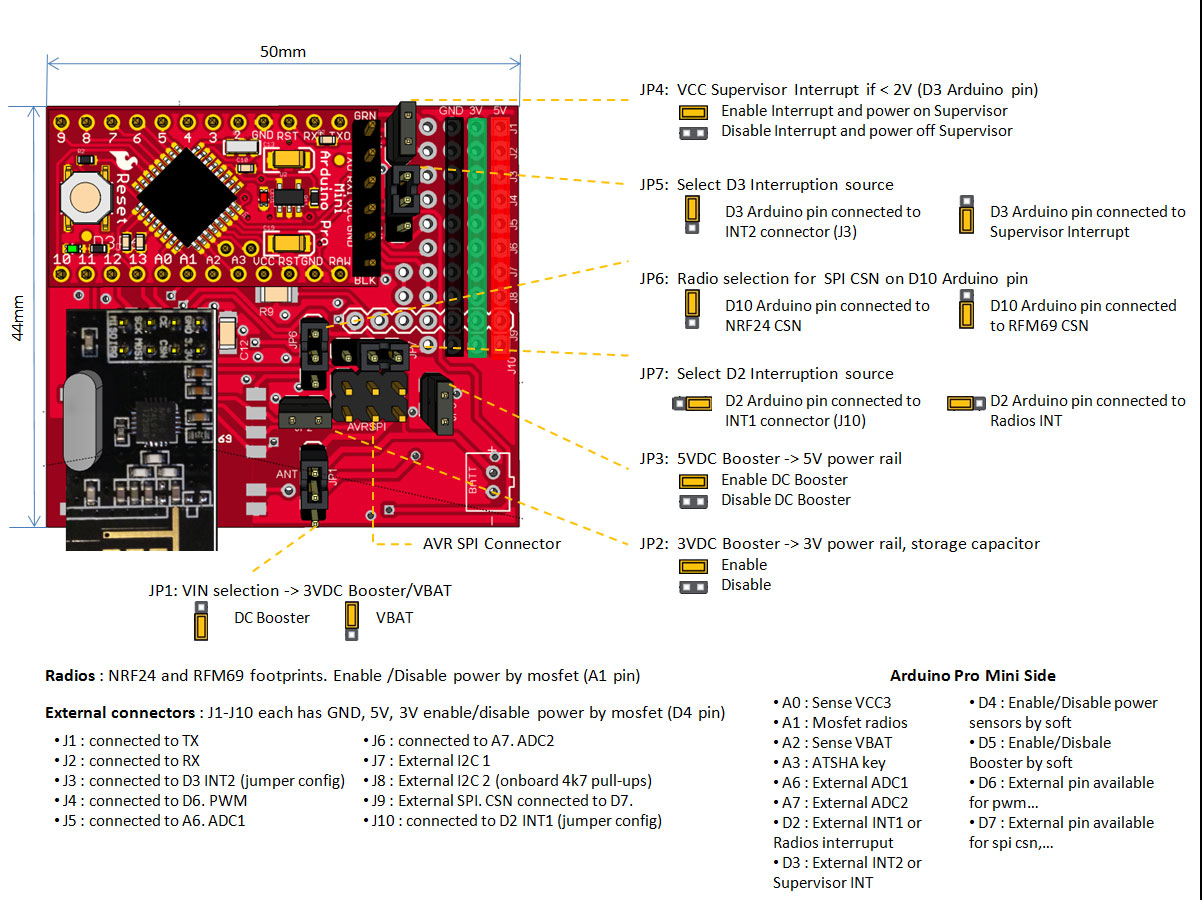 50mm
44mm
GRN
GND 3V 5V
9 8 7 6 5 4 3 2 GND RST RXI TXO
J1
J2
J3
J4
J5
J6
J7
J8
J9
J10
Reset
Arduino
Mini
Pro
D3
10 11 12 13 A0 A1 A2 A3 VCC RST GND RAW
BLK
R9
C12
JP6
JP7
GND 3.3V
CE CSN
SCK MOSI
MISO
69
AVRSPI
ANT
JP1
BATT
+
JP4: VCC Supervisor Interrupt if < 2V (D3 Arduino pin)
Enable Interrupt and power on Supervisor
Disable Interrupt and power off Supervisor
JP5: Select D3 Interruption source
D3 Arduino pin connected to
INT2 connector (J3)
D3 Arduino pin connected to
Supervisor Interrupt
JP6: Radio selection for SPI CSN on D10 Arduino pin
D10 Arduino pin connected to
NRF24 CSN
D10 Arduino pin connected
to RFM69 CSN
JP7: Select D2 Interruption source
D2 Arduino pin connected to
INT1 connector (J10)
D2 Arduino pin connected to
Radios INT
JP3: 5VDC Booster -> 5V power rail
Enable DC Booster
Disable DC Booster
JP2: 3VDC Booster -> 3V power rail, storage capacitor
Enable
Disable
AVR SPI Connector
JP1: VIN selection -> 3VDC Booster/VBAT
DC Booster
VBAT
Radios : NRF24 and RFM69 footprints. Enable /Disable power by mosfet (A1 pin)
External connectors : J1-J10 each has GND, 5V, 3V enable/disable power by mosfet (D4 pin)
• J1 : connected to TX
• J2 : connected to RX
• J3 : connected to D3 INT2 (jumper config)
• J4 : connected to D6. PWM
• J5 : connected to A6. ADC1
• J6 : connected to A7. ADC2
• J7 : External I2C 1
• J8 : External I2C 2 (onboard 4k7 pull-ups)
• J9 : External SPI. CSN connected to D7.
• J10 : connected to D2 INT1 (jumper config)
Arduino Pro Mini Side
• A0 : Sense VCC3
• A1 : Mosfet radios
• A2 : Sense VBAT
• A3 : ATSHA key
• A6 : External ADC1
• A7 : External ADC2
• D2 : External INT1 or
Radios interruput
• D3 : External INT2 or
Supervisor INT
• D4 : Enable/Disable power
sensors by soft
• D5 : Enable/Disbale
Booster by soft
• D6 : External pin available
for pwm...
• D7 : External pin available
for spi csn,...